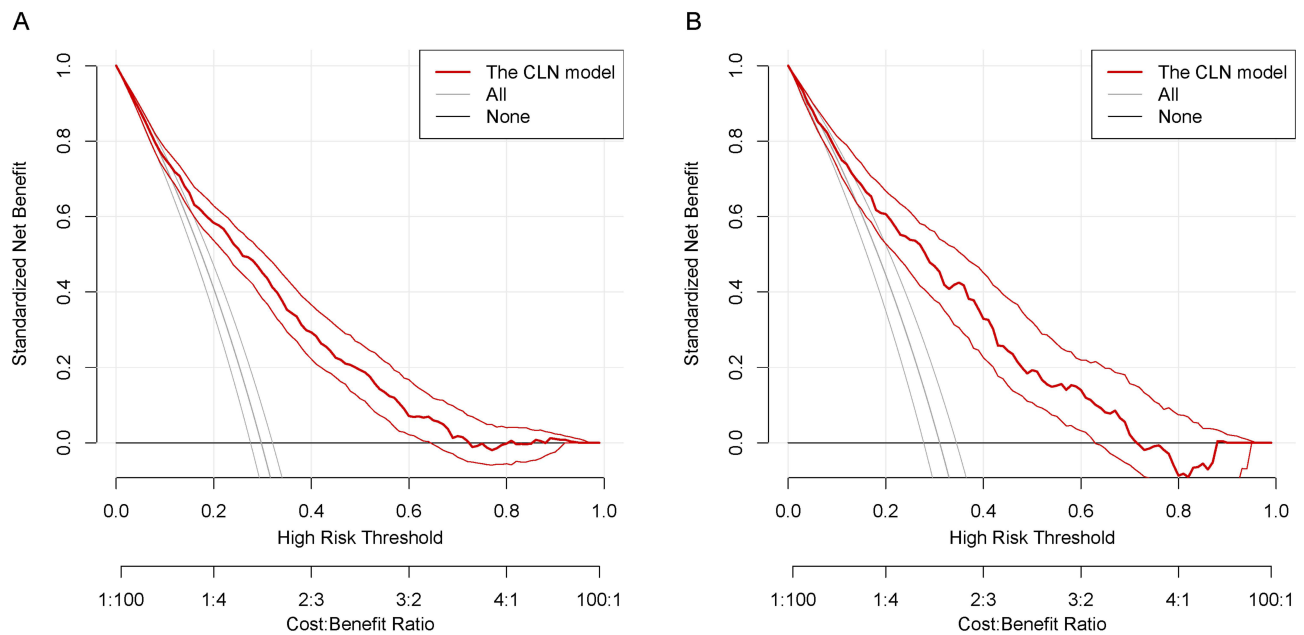 A
The CLN model
All
None
Standardized Net Benefit
1.0
0.8
0.6
0.4
0.2
0.0
0.0 0.2 0.4 0.6 0.8 1.0
High Risk Threshold
1:100 1:4 2:3 3:2 4:1 100:1
Cost:Benefit Ratio
B
The CLN model
All
None
Standardized Net Benefit
1.0
0.8
0.6
0.4
0.2
0.0
0.0 0.2 0.4 0.6 0.8 1.0
High Risk Threshold
1:100 1:4 2:3 3:2 4:1 100:1
Cost:Benefit Ratio